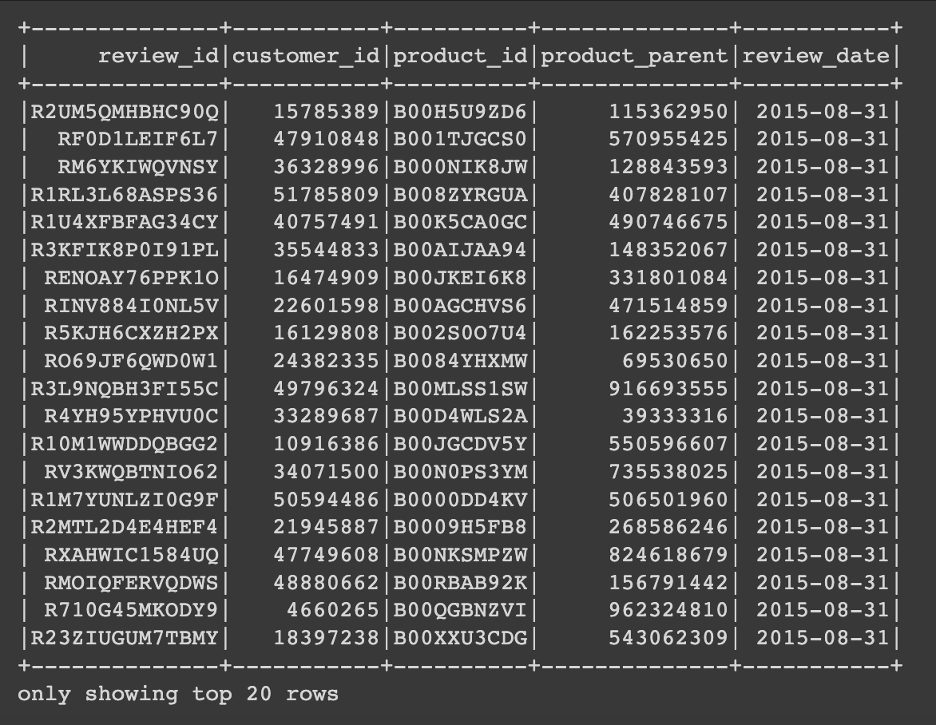 +--------------+-----------+----------+--------------+-----------+
|     review_id|customer_id|product_id|product_parent|review_date|
+--------------+-----------+----------+--------------+-----------+
|R2UM5QMHBHC90Q|   15785389|B00H5U9ZD6|     115362950| 2015-08-31|
|  RF0D1LEIF6L7|   47910848|B001TJGCS0|     570955425| 2015-08-31|
|  RM6YKIWQVNSY|   36328996|B000NIK8JW|     128843593| 2015-08-31|
|R1RL3L68ASPS36|   51785809|B008ZYRGUA|     407828107| 2015-08-31|
|R1U4XFBFAG34CY|   40757491|B00K5CA0GC|     490746675| 2015-08-31|
|R3KFIK8P0I91PL|   35544833|B00AIJAA94|     148352067| 2015-08-31|
| RENOAY76PPK1O|   16474909|B00JKEI6K8|     331801084| 2015-08-31|
| RINV884I0NL5V|   22601598|B00AGCHVS6|     471514859| 2015-08-31|
| R5KJH6CXZH2PX|   16129808|B002S0O7U4|     162253576| 2015-08-31|
| RO69JF6QWD0W1|   24382335|B0084YHXMW|      69530650| 2015-08-31|
|R3L9NQBH3FI55C|   49796324|B00MLSS1SW|     916693555| 2015-08-31|
| R4YH95YPHVU0C|   33289687|B00D4WLS2A|      39333316| 2015-08-31|
|R10M1WWDDQBGG2|   10916386|B00JGCDV5Y|     550596607| 2015-08-31|
| RV3KWQBTNIO62|   34071500|B00N0PS3YM|     735538025| 2015-08-31|
|R1M7YUNLZI0G9F|   50594486|B0000DD4KV|     506501960| 2015-08-31|
|R2MTL2D4E4HEF4|   21945887|B0009H5FB8|     268586246| 2015-08-31|
| RXAHWIC1584UQ|   47749608|B00NKSMPZW|     824618679| 2015-08-31|
| RMOIQFERVQDWS|   48880662|B00RBAB92K|     156791442| 2015-08-31|
| R710G45MKODY9|    4660265|B00QGBNZVI|     962324810| 2015-08-31|
|R23ZIUGUM7TBMY|   18397238|B00XXU3CDG|     543062309| 2015-08-31|
+--------------+-----------+----------+--------------+-----------+
only showing top 20 rows